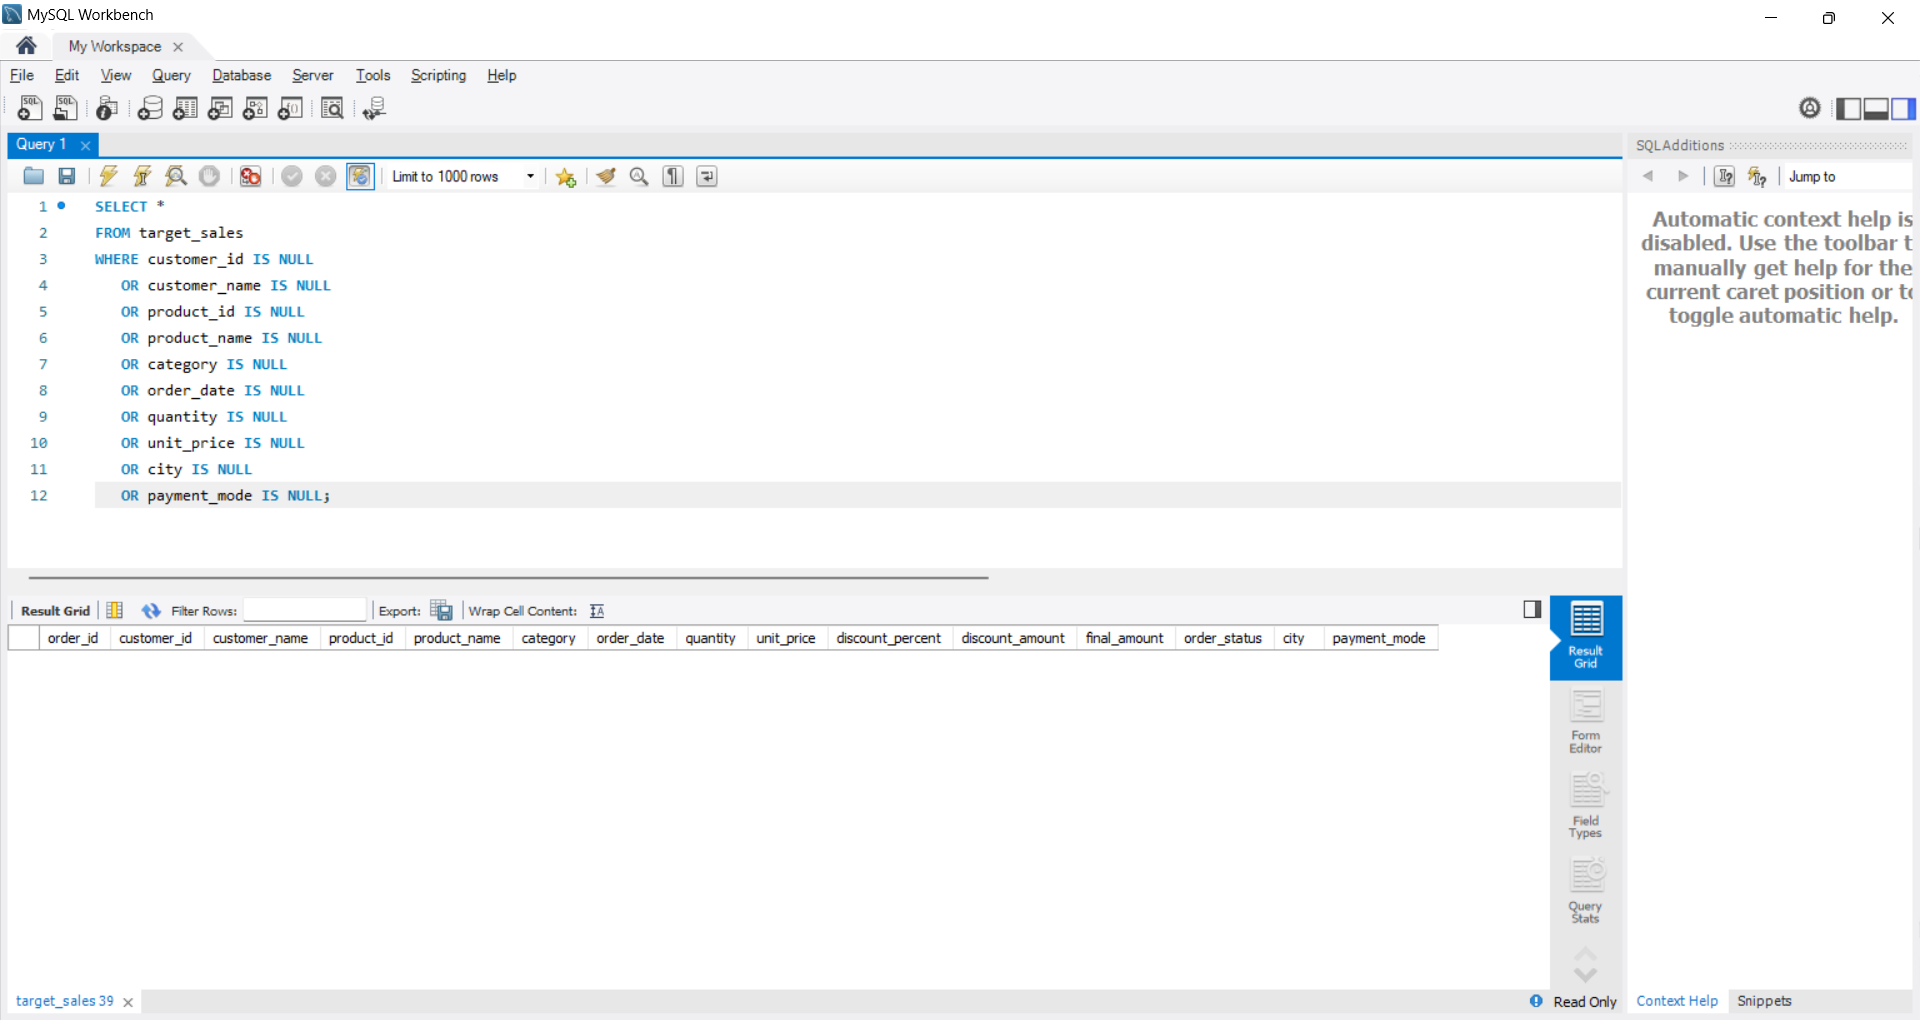 MySQL Workbench
My Workspace
File Edit View Query Database Server Tools Scripting Help
Query 1
SQLAdditions
Limit to 1000 rows
Jump to
1 SELECT *
2 FROM target_sales
3 WHERE customer_id IS NULL
4 OR customer_name IS NULL
5 OR product_id IS NULL
6 OR product_name IS NULL
7 OR category IS NULL
8 OR order_date IS NULL
9 OR quantity IS NULL
10 OR unit_price IS NULL
11 OR city IS NULL
12 OR payment_mode IS NULL;
Automatic context help is
disabled. Use the toolbar t
manually get help for the
current caret position or to
toggle automatic help.
Result Grid Filter Rows: Export: Wrap Cell Content:
order_id customer_id customer_name product_id product_name category order_date quantity unit_price discount_percent discount_amount final_amount order_status city payment_mode
Result
Grid
Form
Editor
Field
Types
Query
Stats
target_sales 39
Read Only
Context Help Snippets